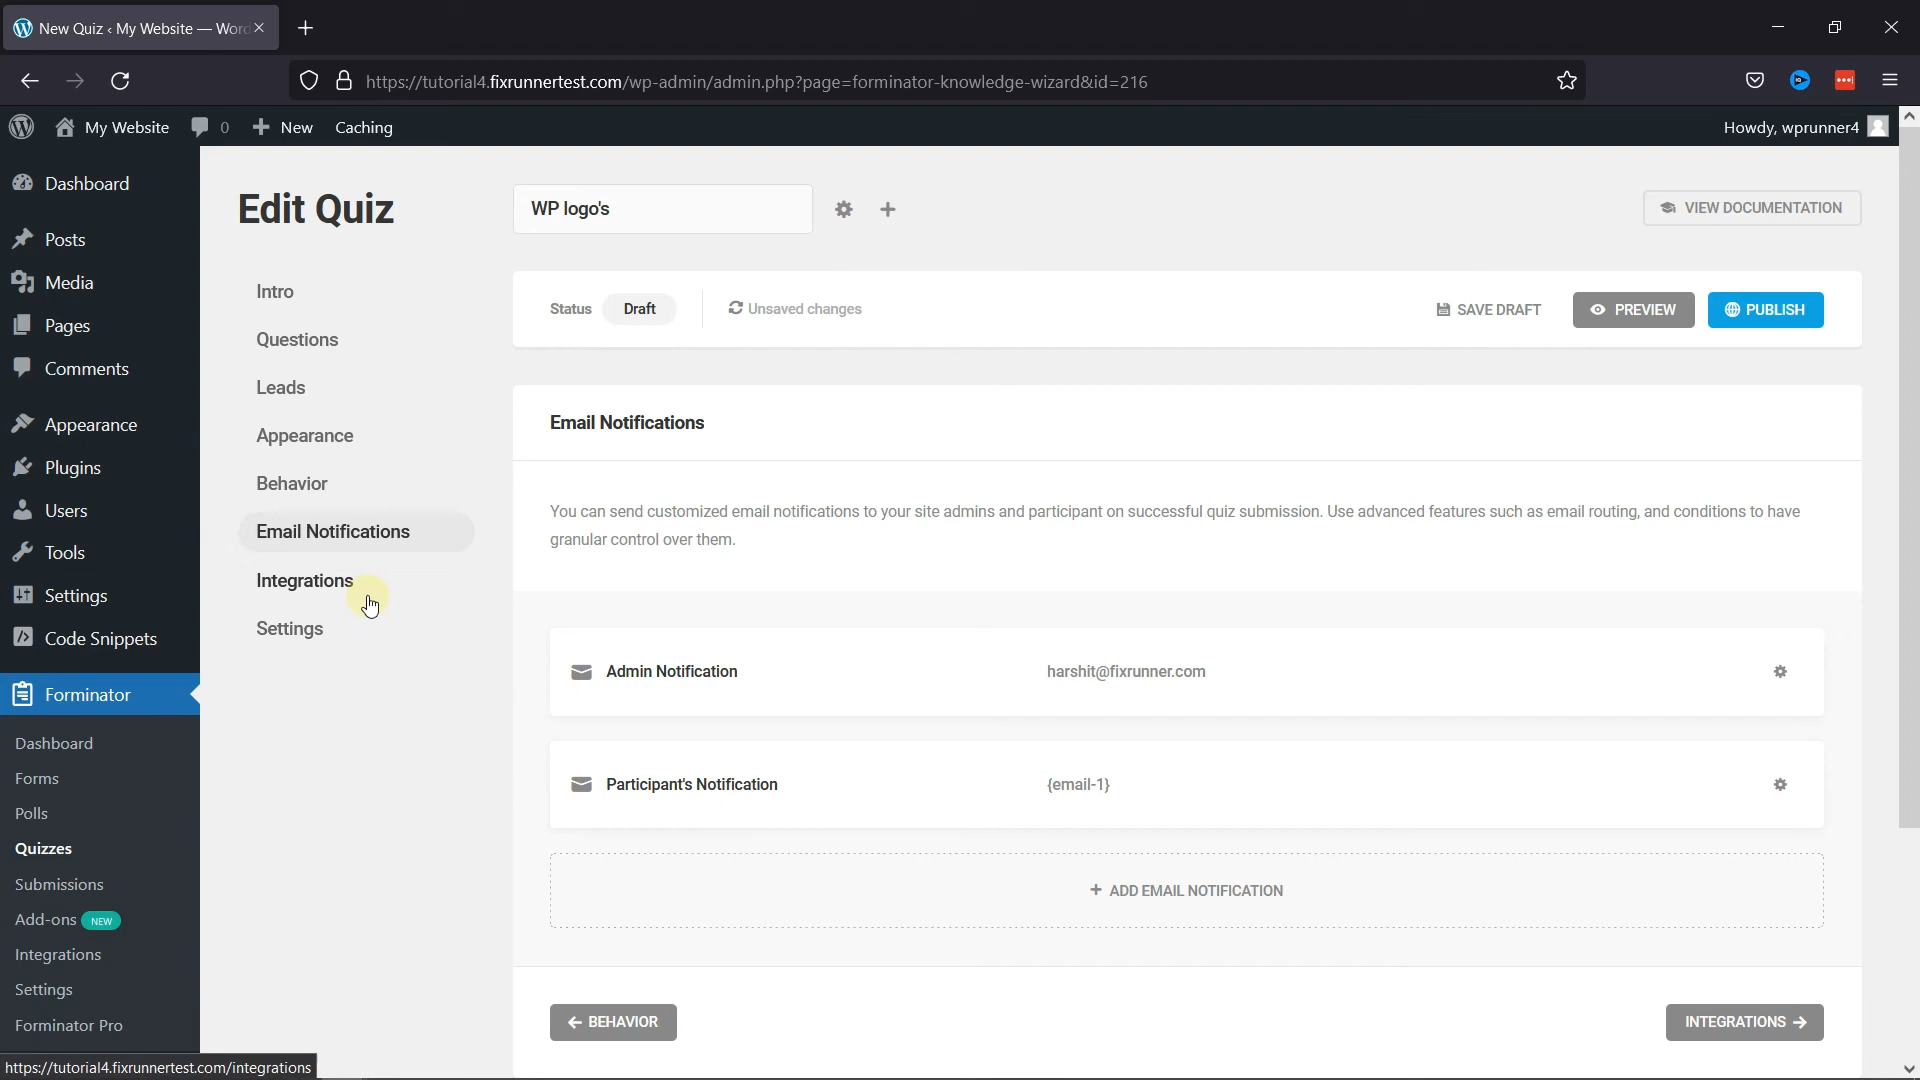 New Quiz ‹ My Website — Word
https://tutorial4.fixrunnertest.com/wp-admin/admin.php?page=forminator-knowledge-wizard&id=216
My Website
0
New
Caching
Howdy, wprunner4
Dashboard
Posts
Media
Pages
Comments
Appearance
Plugins
Users
Tools
Settings
Code Snippets
Forminator
Dashboard
Forms
Polls
Quizzes
Submissions
Add-ons NEW
Integrations
Settings
Forminator Pro
https://tutorial4.fixrunnertest.com/integrations
Edit Quiz
WP logo's
VIEW DOCUMENTATION
Intro
Questions
Leads
Appearance
Behavior
Email Notifications
Integrations
Settings
Status Draft
Unsaved changes
SAVE DRAFT
PREVIEW
PUBLISH
Email Notifications
You can send customized email notifications to your site admins and participant on successful quiz submission. Use advanced features such as email routing, and conditions to have
granular control over them.
Admin Notification harshit@fixrunner.com
Participant's Notification {email-1}
+ ADD EMAIL NOTIFICATION
← BEHAVIOR
INTEGRATIONS →